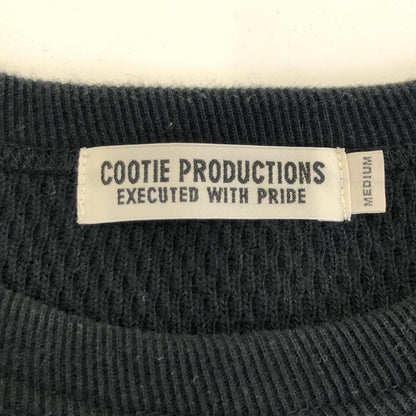 COOTIE PRODUCTIONS
EXECUTED WITH PRIDE
MEDIUM